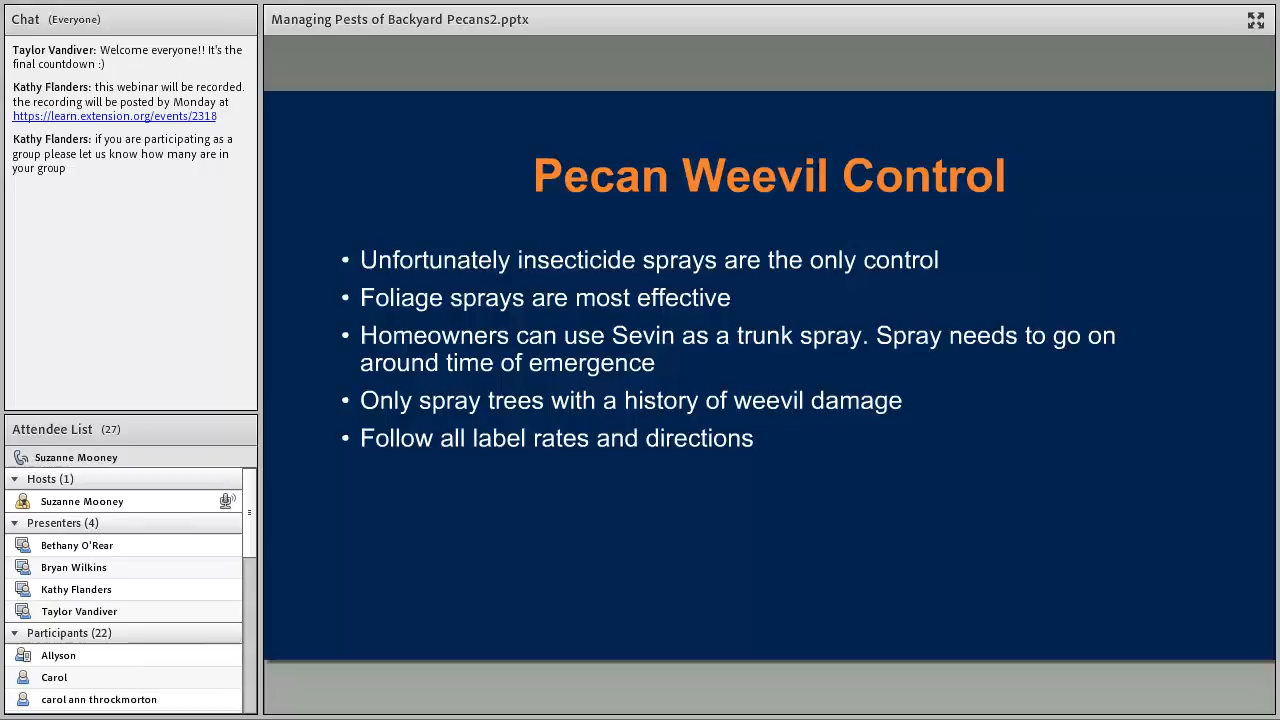 Chat (Everyone)
Taylor Vandiver: Welcome everyone!! It's the
final countdown :)
Kathy Flanders: this webinar will be recorded.
the recording will be posted by Monday at
https://learn.extension.org/events/2318
Kathy Flanders: if you are participating as a
group please let us know how many are in
your group
Attendee List (27)
Suzanne Mooney
Hosts (1)
Suzanne Mooney
Presenters (4)
Bethany O'Rear
Bryan Wilkins
Kathy Flanders
Taylor Vandiver
Participants (22)
Allyson
Carol
carol ann throckmorton
Managing Pests of Backyard Pecans2.pptx
Pecan Weevil Control
• Unfortunately insecticide sprays are the only control
• Foliage sprays are most effective
• Homeowners can use Sevin as a trunk spray. Spray needs to go on
around time of emergence
• Only spray trees with a history of weevil damage
• Follow all label rates and directions